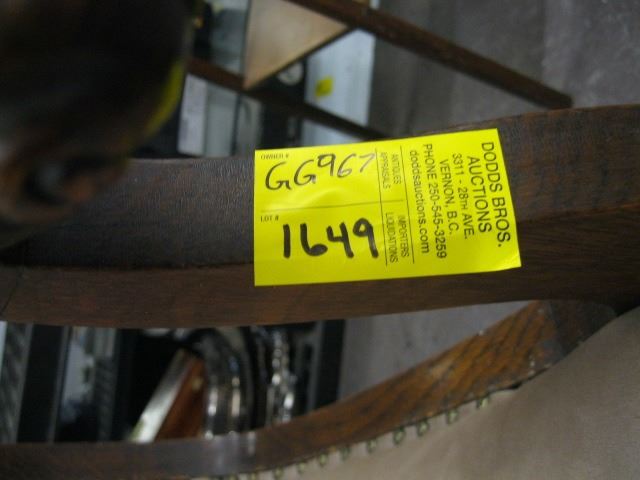 OWNER #
GG967
LOT #
1649
ANTIQUES IMPORTERS
APPRAISALS LIQUIDATIONS
DODDS BROS.
AUCTIONS
3311 - 28TH AVE.
VERNON, B.C.
PHONE 250-545-3259
doddsauctions.com